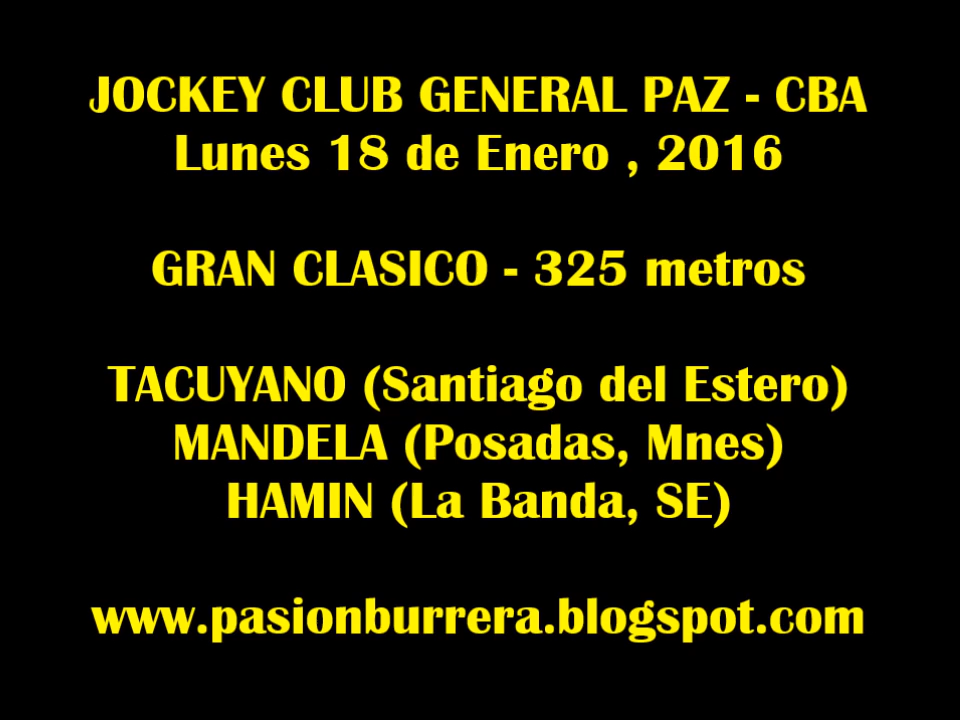 JOCKEY CLUB GENERAL PAZ - CBA
Lunes 18 de Enero , 2016
GRAN CLASICO - 325 metros
TACUYANO (Santiago del Estero)
MANDELA (Posadas, Mnes)
HAMIN (La Banda, SE)
www.pasionburrera.blogspot.com